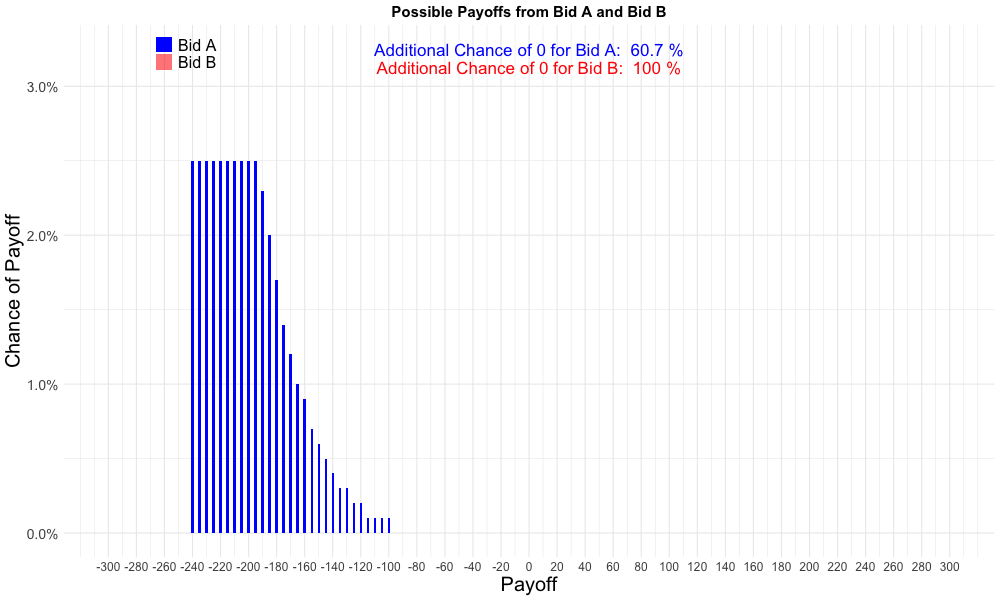 Possible Payoffs from Bid A and Bid B
Bid A
Bid B
Additional Chance of 0 for Bid A:  60.7 %
Additional Chance of 0 for Bid B:  100 %
Chance of Payoff
3.0%
2.0%
1.0%
0.0%
-300 -280 -260 -240 -220 -200 -180 -160 -140 -120 -100 -80 -60 -40 -20 0 20 40 60 80 100 120 140 160 180 200 220 240 260 280 300
Payoff